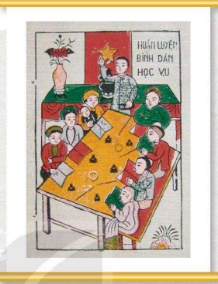 HUẤN LUYỆN
BÌNH DÂN
HỌC VỤ